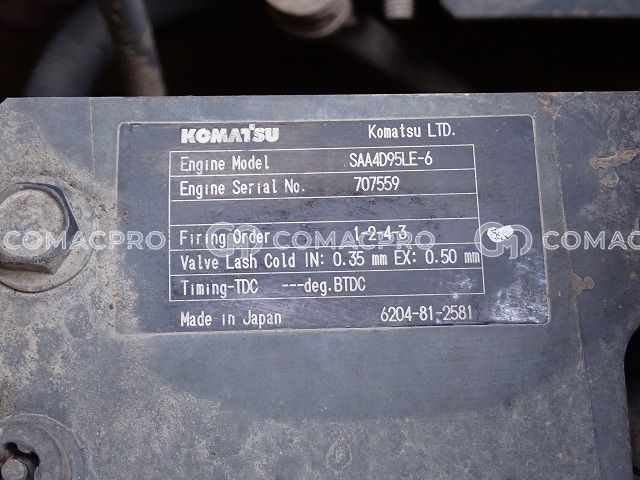 KOMATSU Komatsu LTD.
Engine Model SAA4D95LE-6
Engine Serial No. 707559
Firing Order 1-2-4-3
COMACPRO COMACPRO COMACPRO
Valve Lash Cold IN: 0.35 mm EX: 0.50 mm
Timing-TDC ---deg.BTDC
Made in Japan 6204-81-2581